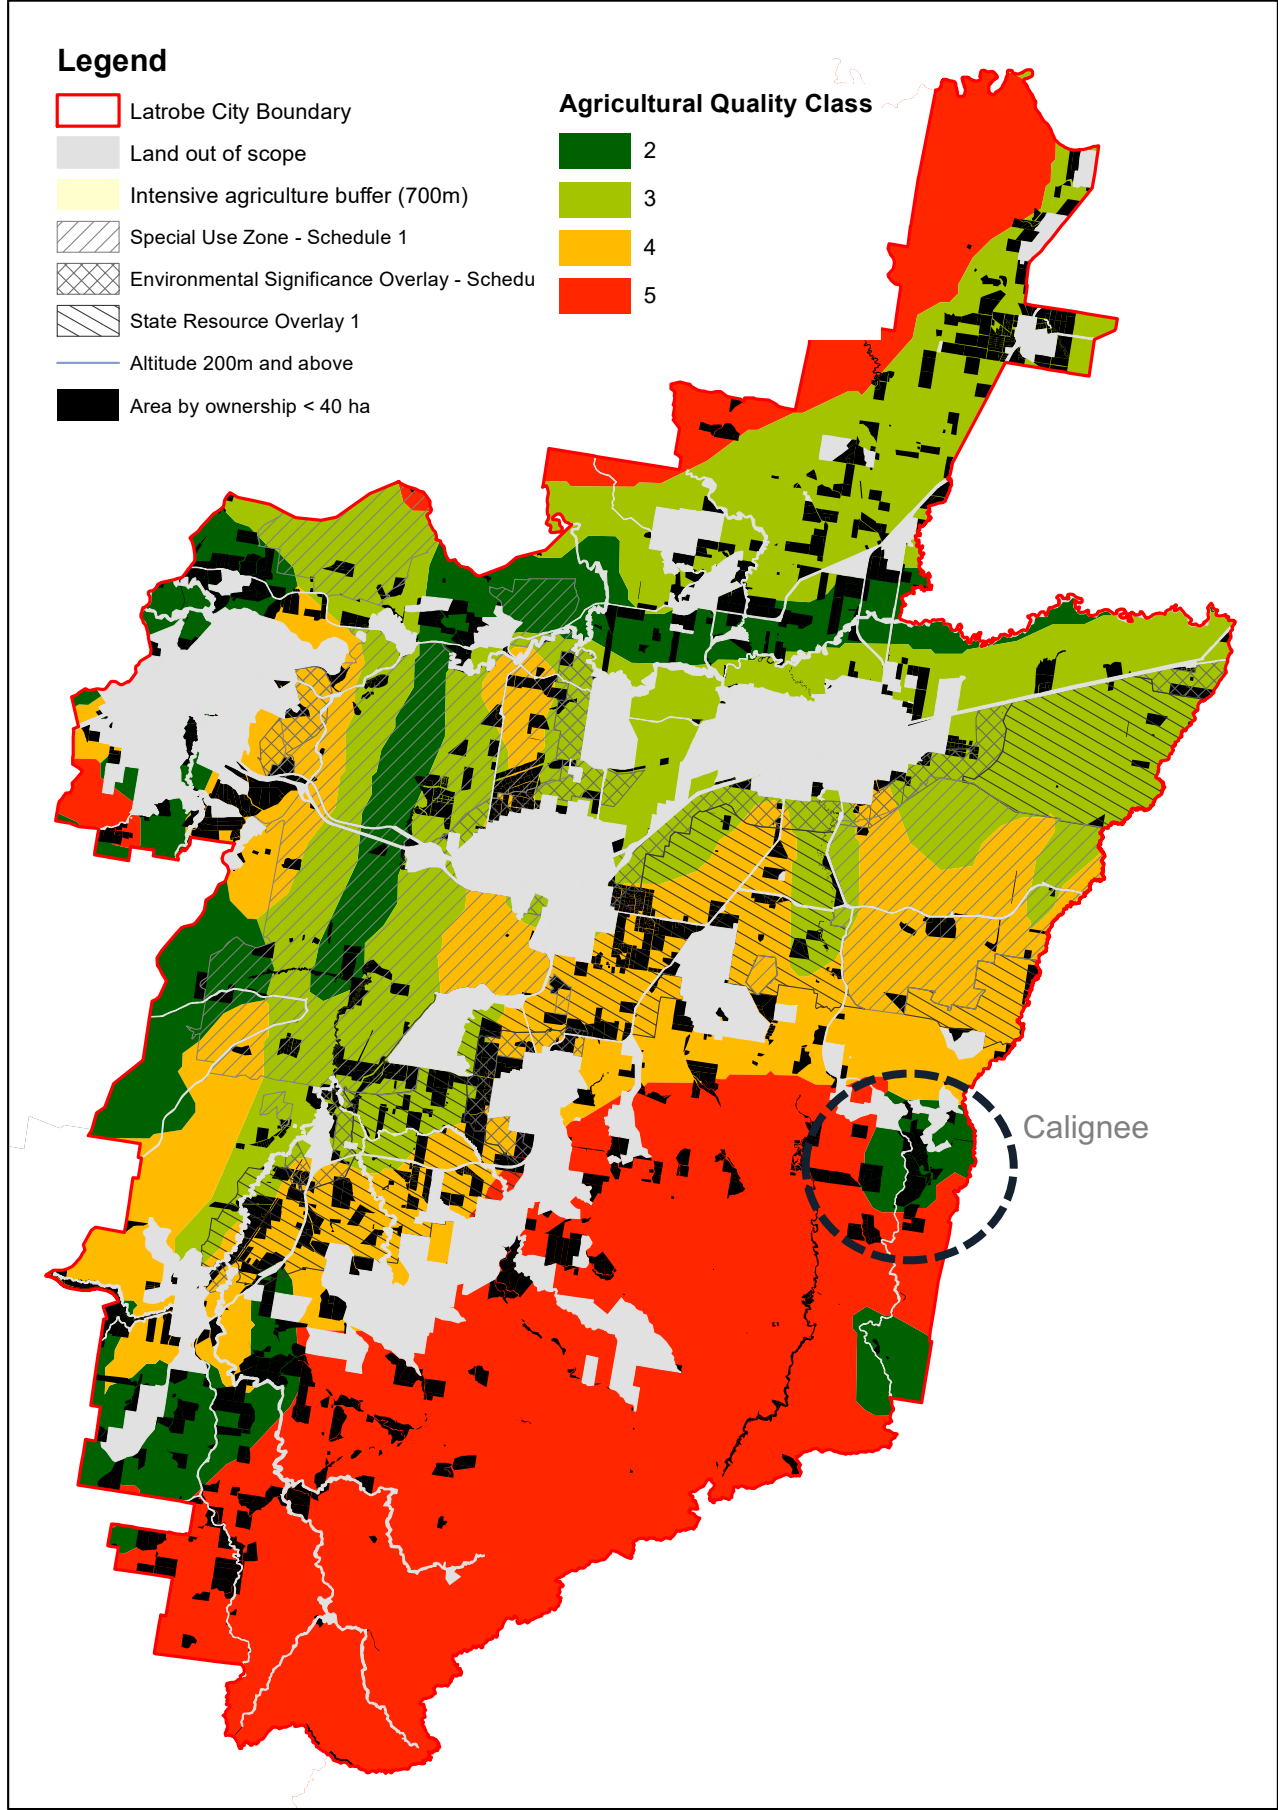 Legend
Latrobe City Boundary
Land out of scope
Intensive agriculture buffer (700m)
Special Use Zone - Schedule 1
Environmental Significance Overlay - Schedu
State Resource Overlay 1
Altitude 200m and above
Area by ownership < 40 ha
Agricultural Quality Class
2
3
4
5
Calignee